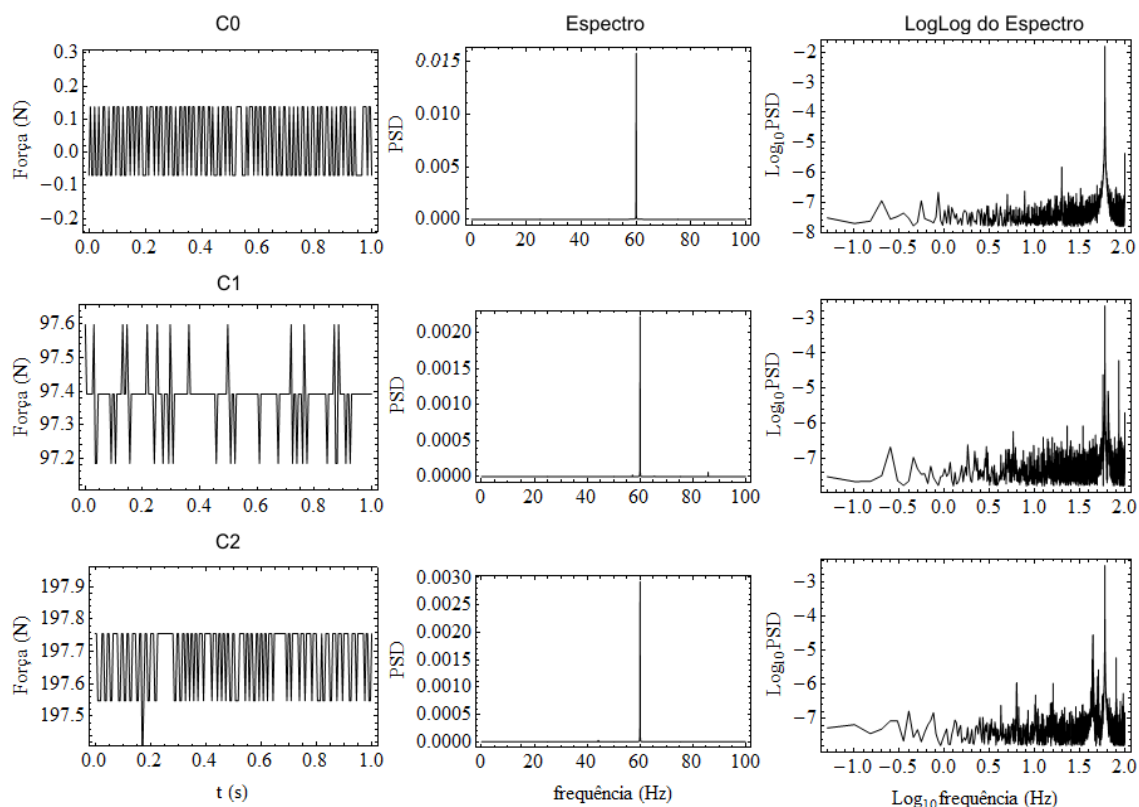 C0 Espectro LogLog do Espectro
Força (N)
0.3
0.2
0.1
0.0
−0.1
−0.2
0.0 0.2 0.4 0.6 0.8 1.0
PSD
0.015
0.010
0.005
0.000
0 20 40 60 80 100
Log10PSD
−2
−3
−4
−5
−6
−7
−8
−1.0 −0.5 0.0 0.5 1.0 1.5 2.0
C1
Força (N)
97.6
97.5
97.4
97.3
97.2
0.0 0.2 0.4 0.6 0.8 1.0
PSD
0.0020
0.0015
0.0010
0.0005
0.0000
0 20 40 60 80 100
Log10PSD
−3
−4
−5
−6
−7
−1.0 −0.5 0.0 0.5 1.0 1.5 2.0
C2
Força (N)
197.9
197.8
197.7
197.6
197.5
0.0 0.2 0.4 0.6 0.8 1.0
t (s)
PSD
0.0030
0.0025
0.0020
0.0015
0.0010
0.0005
0.0000
0 20 40 60 80 100
frequência (Hz)
Log10PSD
−3
−4
−5
−6
−7
−1.0 −0.5 0.0 0.5 1.0 1.5 2.0
Log10frequência (Hz)